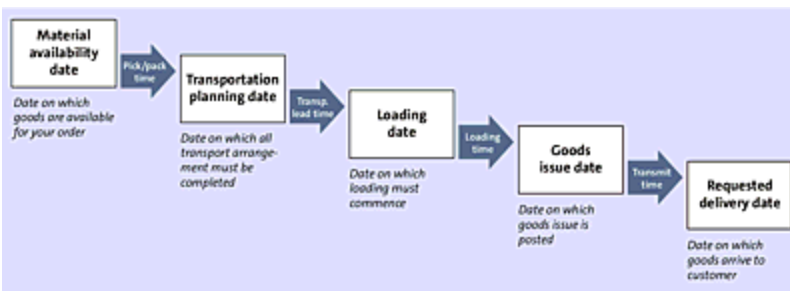 Material
availability
date
Pick/pack
time
Date on which
goods are available
for your order
Transportation
planning date
Transp.
lead time
Date on which all
transport arrange-
ment must be
completed
Loading
date
Loading
time
Date on which
loading must
commence
Goods
issue date
Transmit
time
Date on which
goods issue is
posted
Requested
delivery date
Date on which
goods arrive to
customer